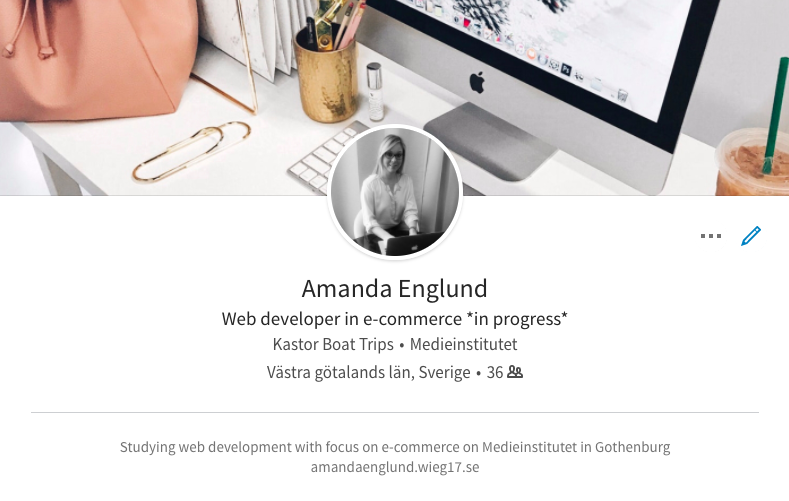 Amanda Englund
Web developer in e-commerce *in progress*
Kastor Boat Trips • Medieinstitutet
Västra götalands län, Sverige • 36
Studying web development with focus on e-commerce on Medieinstitutet in Gothenburg
amandaenglund.wieg17.se